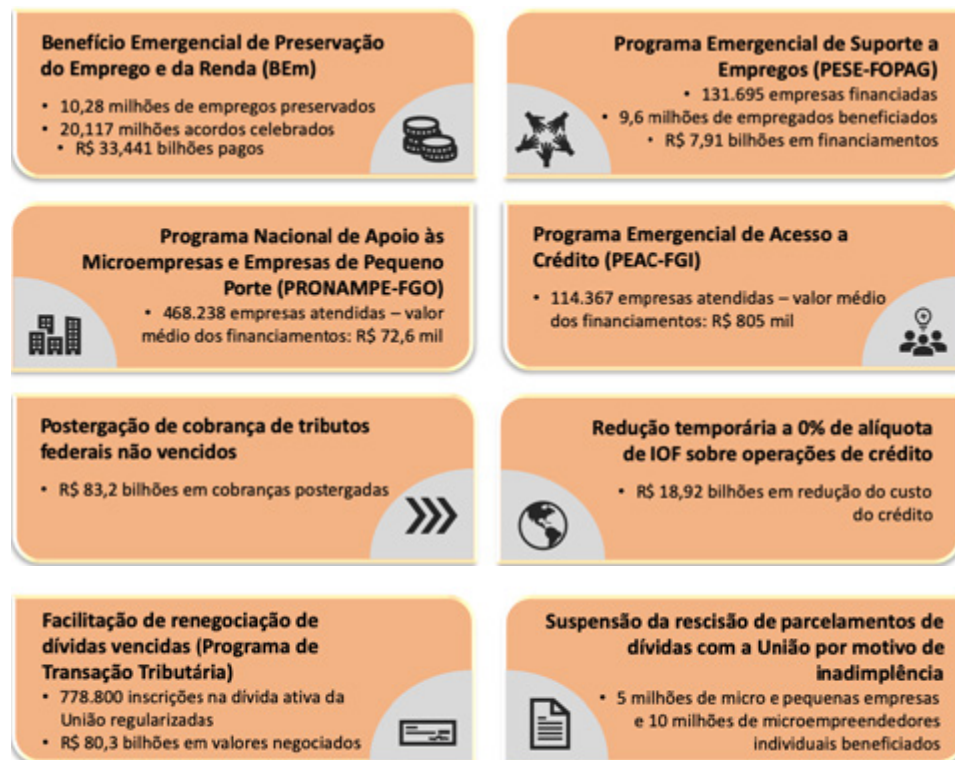 Benefício Emergencial de Preservação
do Emprego e da Renda (BEm)
• 10,28 milhões de empregos preservados
• 20,117 milhões acordos celebrados
• R$ 33,441 bilhões pagos
Programa Emergencial de Suporte a
Empregos (PESE-FOPAG)
• 131.695 empresas financiadas
• 9,6 milhões de empregados beneficiados
• R$ 7,91 bilhões em financiamentos
Programa Nacional de Apoio às
Microempresas e Empresas de Pequeno
Porte (PRONAMPE-FGO)
• 468.238 empresas atendidas – valor
médio dos financiamentos: R$ 72,6 mil
Programa Emergencial de Acesso a
Crédito (PEAC-FGI)
• 114.367 empresas atendidas – valor médio
dos financiamentos: R$ 805 mil
Postergação de cobrança de tributos
federais não vencidos
• R$ 83,2 bilhões em cobranças postergadas
Redução temporária a 0% de alíquota
de IOF sobre operações de crédito
• R$ 18,92 bilhões em redução do custo
do crédito
Facilitação de renegociação de
dívidas vencidas (Programa de
Transação Tributária)
• 778.800 inscrições na dívida ativa da
União regularizadas
• R$ 80,3 bilhões em valores negociados
Suspensão da rescisão de parcelamentos de
dívidas com a União por motivo de
inadimplência
• 5 milhões de micro e pequenas empresas
e 10 milhões de microempreendedores
individuais beneficiados